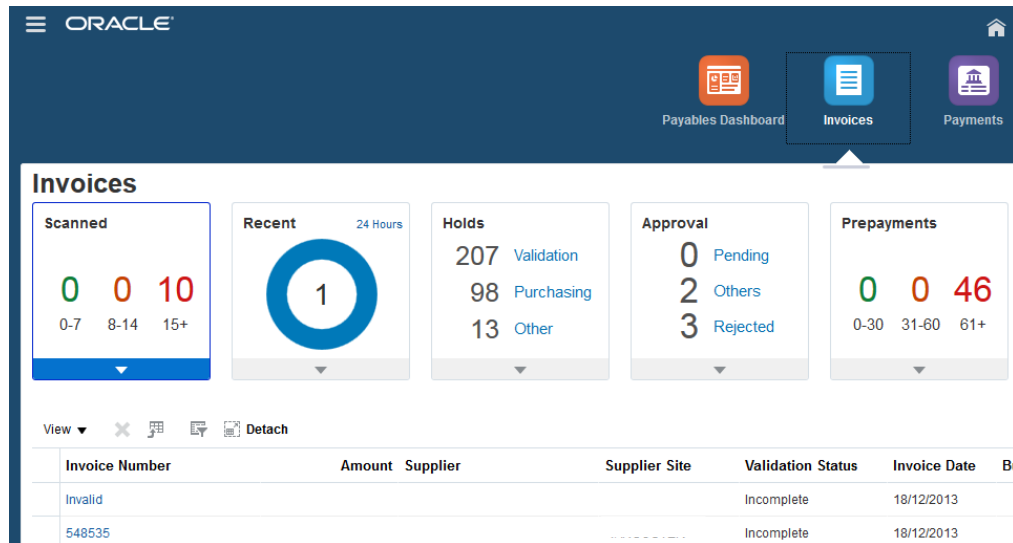 ORACLE
Payables Dashboard Invoices Payments
Invoices
Scanned
0 0 10
0-7 8-14 15+
Recent 24 Hours
1
Holds
207 Validation
98 Purchasing
13 Other
Approval
0 Pending
2 Others
3 Rejected
Prepayments
0 0 46
0-30 31-60 61+
View Detach
Invoice Number Amount Supplier Supplier Site Validation Status Invoice Date
Invalid Incomplete 18/12/2013
548535 Incomplete 18/12/2013